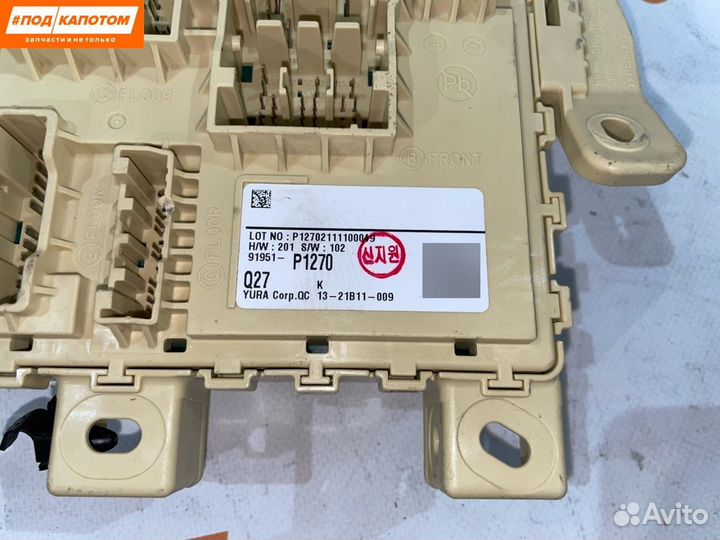 #ПОД КАПОТОМ
запчасти и не только
D FLOOR
Pb
B FRONT
E FLOOR
C FLOOR
LOT NO : P12702111100019
H/W : 201 S/W : 102
91951- P1270
신지원
Q27 K
YURA Corp.QC 13-21B11-009
Avito